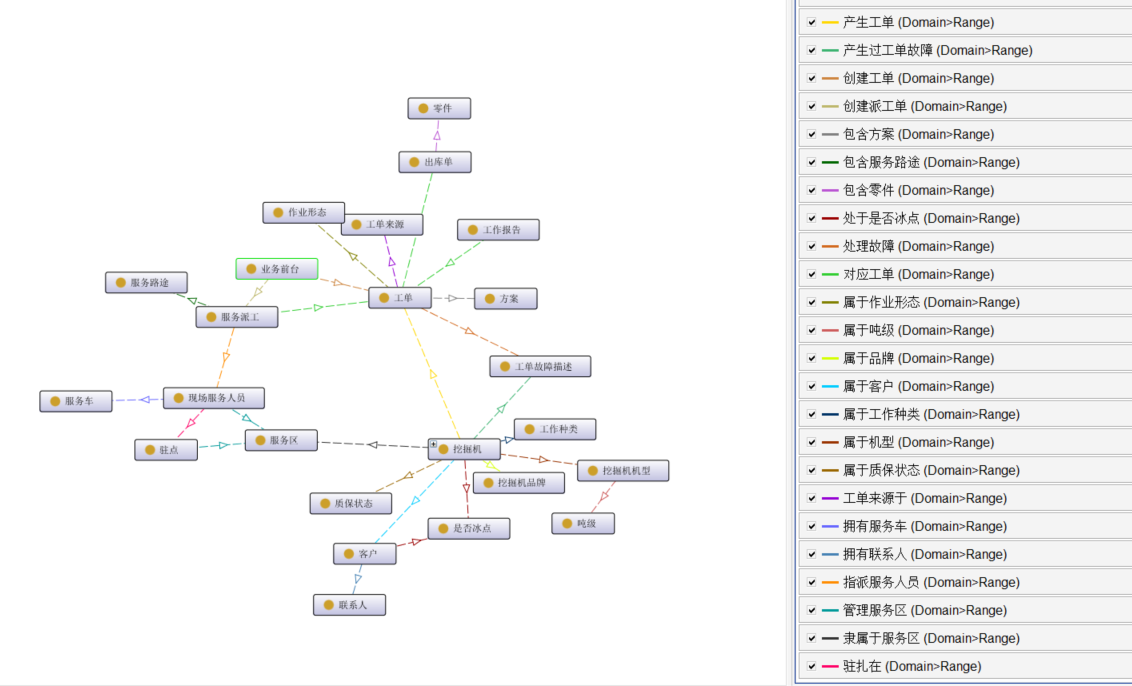 零件
出库单
作业形态
工单来源
工作报告
业务前台
服务路途
工单
方案
服务派工
工单故障描述
服务车
现场服务人员
工作种类
服务区
驻点
挖掘机
挖掘机机型
挖掘机品牌
质保状态
吨级
是否冰点
客户
联系人
产生工单 (Domain>Range)
产生过工单故障 (Domain>Range)
创建工单 (Domain>Range)
创建派工单 (Domain>Range)
包含方案 (Domain>Range)
包含服务路途 (Domain>Range)
包含零件 (Domain>Range)
处于是否冰点 (Domain>Range)
处理故障 (Domain>Range)
对应工单 (Domain>Range)
属于作业形态 (Domain>Range)
属于吨级 (Domain>Range)
属于品牌 (Domain>Range)
属于客户 (Domain>Range)
属于工作种类 (Domain>Range)
属于机型 (Domain>Range)
属于质保状态 (Domain>Range)
工单来源于 (Domain>Range)
拥有服务车 (Domain>Range)
拥有联系人 (Domain>Range)
指派服务人员 (Domain>Range)
管理服务区 (Domain>Range)
隶属于服务区 (Domain>Range)
驻扎在 (Domain>Range)